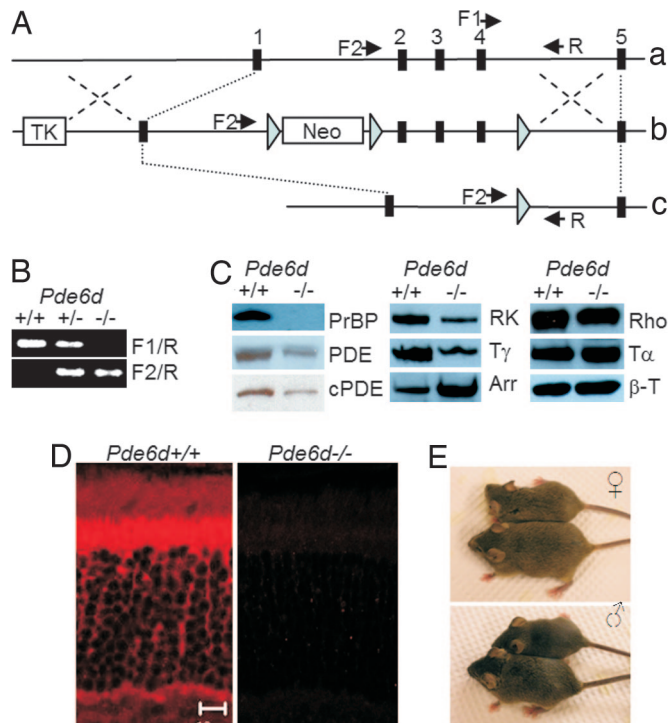 A
1 F2 2 3 F1 4 R 5 a
TK F2 Neo b
F2 R c
B
Pde6d
+/+ +/- -/-
F1/R
F2/R
C
Pde6d
+/+ -/-
PrBP
PDE
cPDE
Pde6d
+/+ -/-
RK
Tγ
Arr
Pde6d
+/+ -/-
Rho
Tα
β-T
D
Pde6d+/+ Pde6d-/-
E
♀
♂